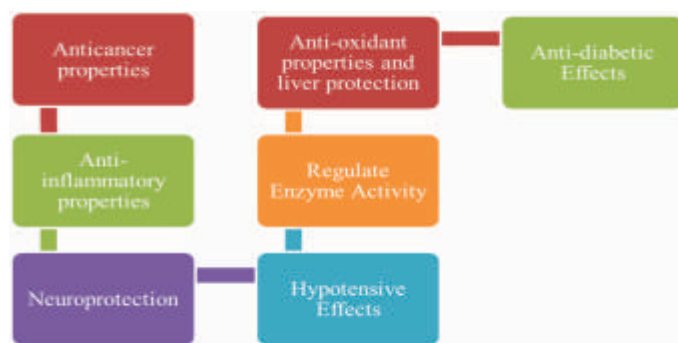 Anticancer
properties
Anti-
inflammatory
properties
Neuroprotection
Hypotensive
Effects
Regulate
Enzyme Activity
Anti-oxidant
properties and
liver protection
Anti-diabetic
Effects